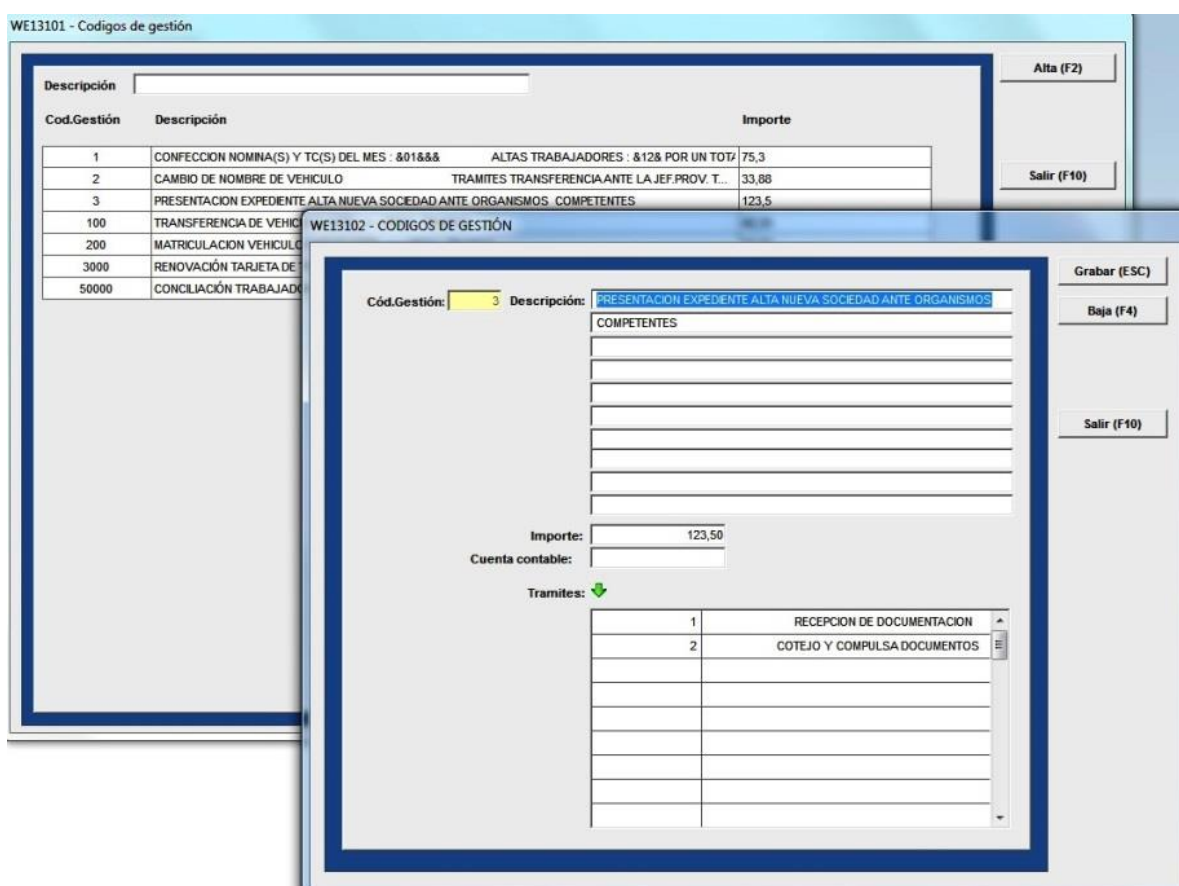 WE13101 - Codigos de gestión
Alta (F2)
Descripción
Cod.Gestión Descripción Importe
1 CONFECCION NOMINA(S) Y TC(S) DEL MES : &01&&& ALTAS TRABAJADORES : &12& POR UN TOTA 75,3
2 CAMBIO DE NOMBRE DE VEHICULO TRAMITES TRANSFERENCIA ANTE LA JEF.PROV. T... 33,88
Salir (F10)
3 PRESENTACION EXPEDIENTE ALTA NUEVA SOCIEDAD ANTE ORGANISMOS COMPETENTES 123,5
100 TRANSFERENCIA DE VEHIC
200 MATRICULACION VEHICULO
3000 RENOVACIÓN TARJETA DE
50000 CONCILIACIÓN TRABAJADO
WE13102 - CODIGOS DE GESTIÓN
Grabar (ESC)
Cód.Gestión: 3 Descripción: PRESENTACION EXPEDIENTE ALTA NUEVA SOCIEDAD ANTE ORGANISMOS
COMPETENTES
Baja (F4)
Salir (F10)
Importe: 123,50
Cuenta contable:
Tramites:
1 RECEPCION DE DOCUMENTACION
2 COTEJO Y COMPULSA DOCUMENTOS